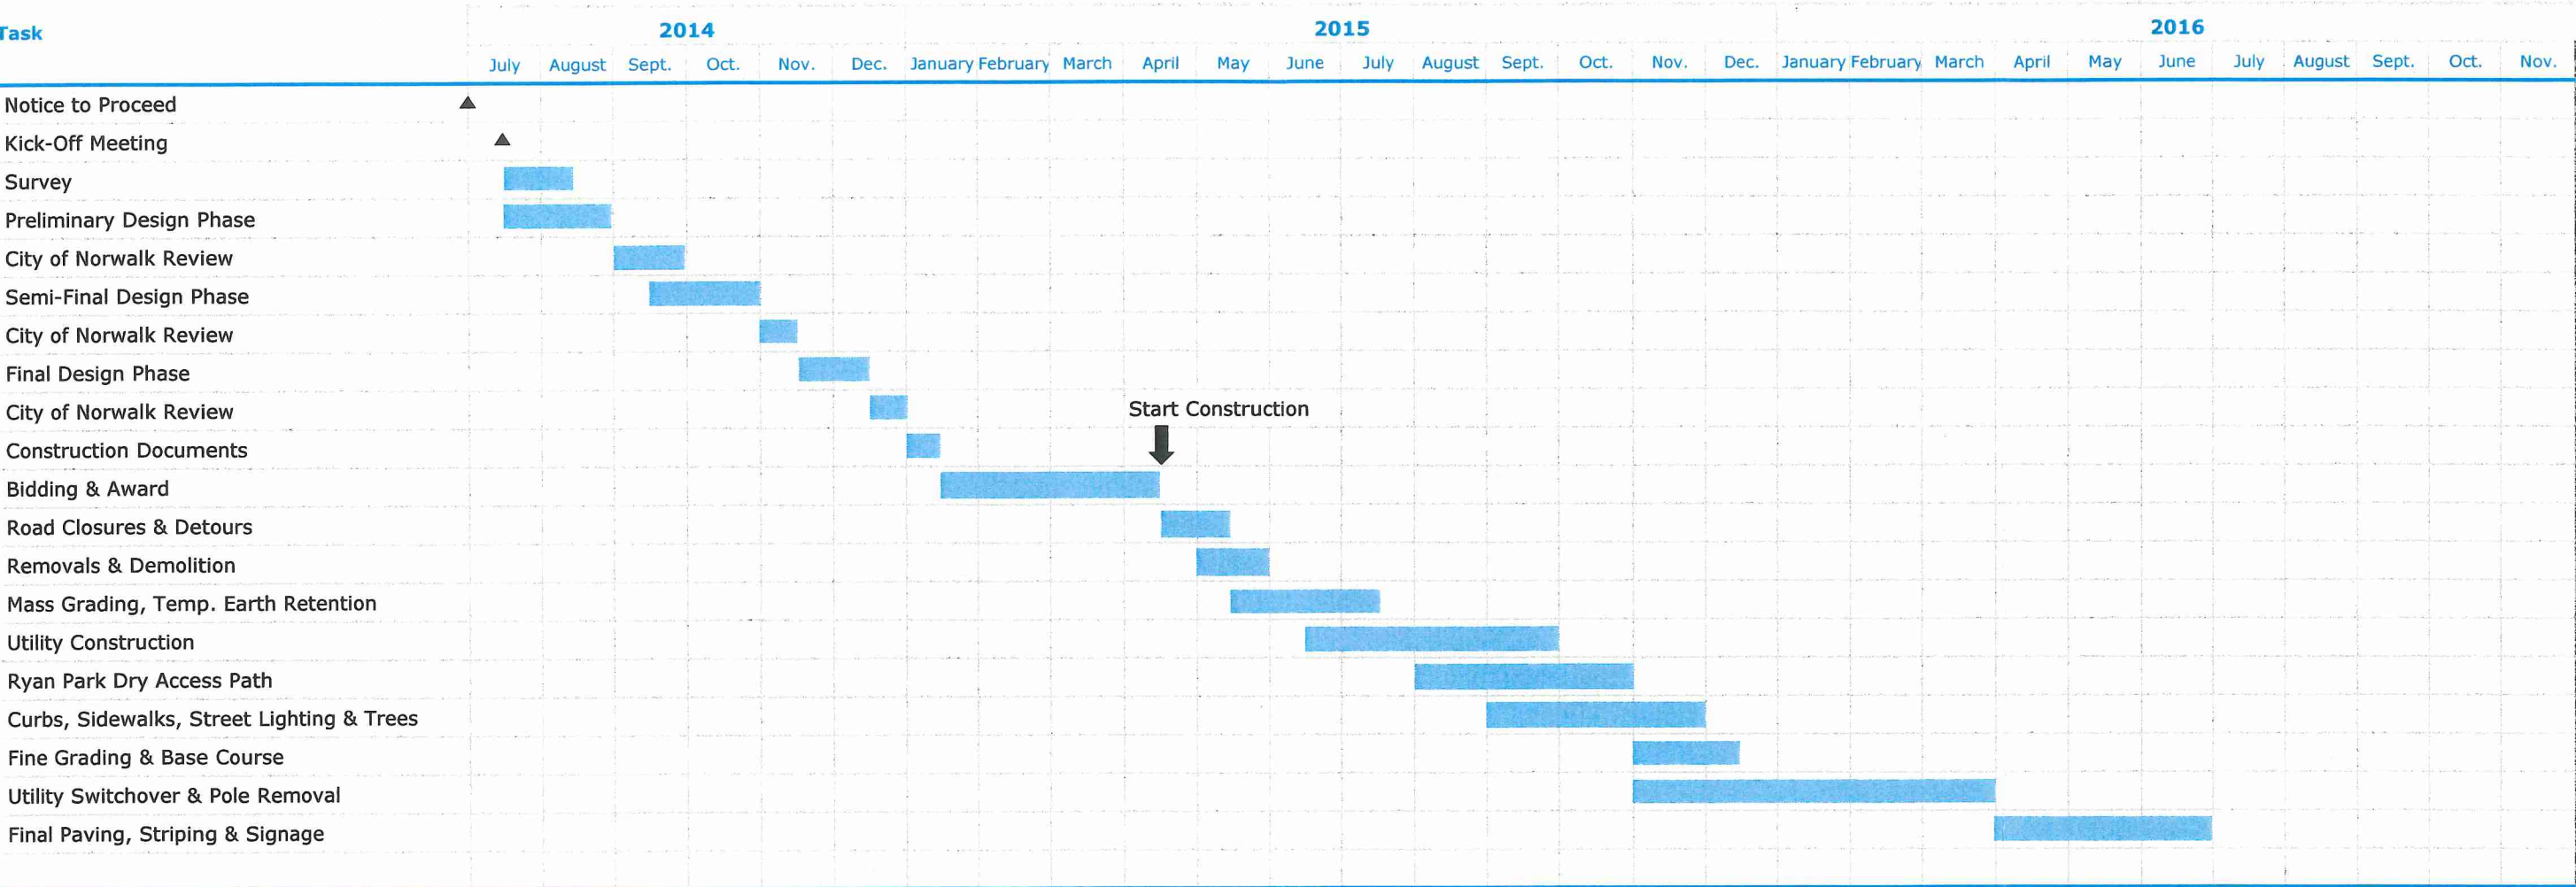 Task
2014 2015 2016
July August Sept. Oct. Nov. Dec. January February March April May June July August Sept. Oct. Nov. Dec. January February March April May June July August Sept. Oct. Nov.
Notice to Proceed
Kick-Off Meeting
Survey
Preliminary Design Phase
City of Norwalk Review
Semi-Final Design Phase
City of Norwalk Review
Final Design Phase
City of Norwalk Review
Start Construction
Construction Documents
Bidding & Award
Road Closures & Detours
Removals & Demolition
Mass Grading, Temp. Earth Retention
Utility Construction
Ryan Park Dry Access Path
Curbs, Sidewalks, Street Lighting & Trees
Fine Grading & Base Course
Utility Switchover & Pole Removal
Final Paving, Striping & Signage